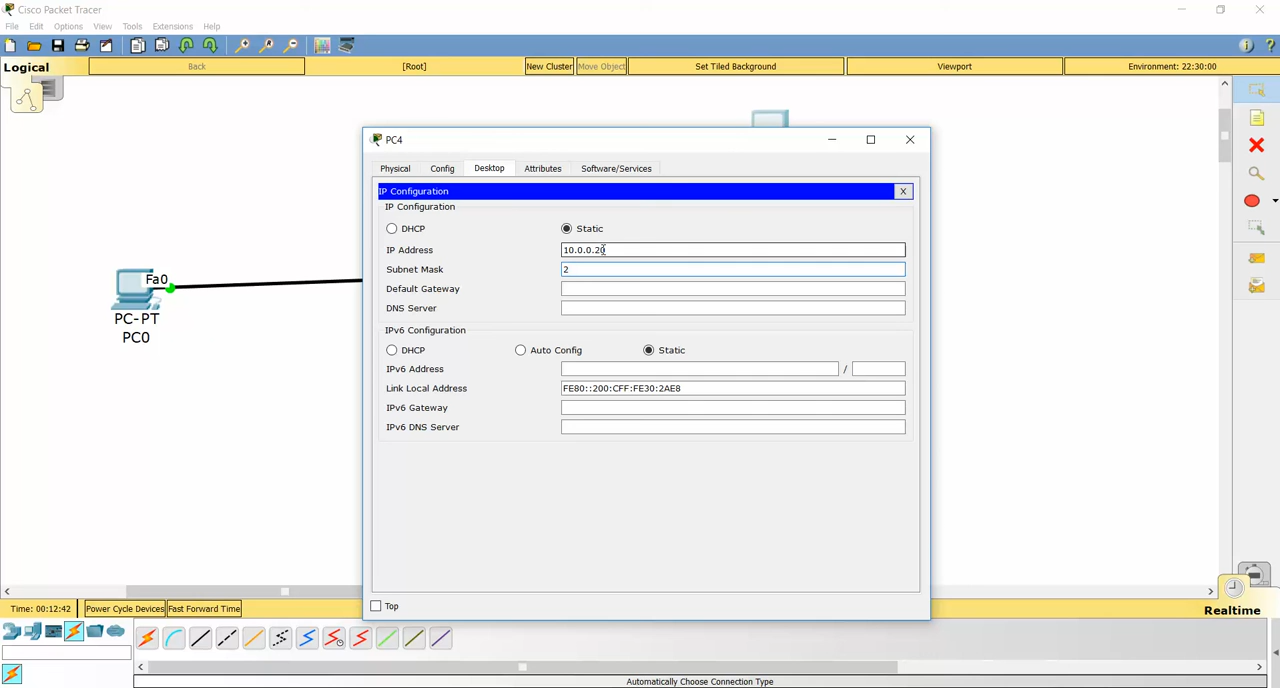 Cisco Packet Tracer
File Edit Options View Tools Extensions Help
Logical
Back
[Root]
New Cluster
Move Object
Set Tiled Background
Viewport
Environment: 22:30:00
PC4
Physical
Config
Desktop
Attributes
Software/Services
IP Configuration
X
IP Configuration
DHCP
Static
IP Address
10.0.0.20
Subnet Mask
2
Default Gateway
DNS Server
IPv6 Configuration
DHCP
Auto Config
Static
IPv6 Address
/
Link Local Address
FE80::200:CFF:FE30:2AE8
IPv6 Gateway
IPv6 DNS Server
Top
Fa0
PC-PT
PC0
Time: 00:12:42
Power Cycle Devices
Fast Forward Time
Realtime
Automatically Choose Connection Type